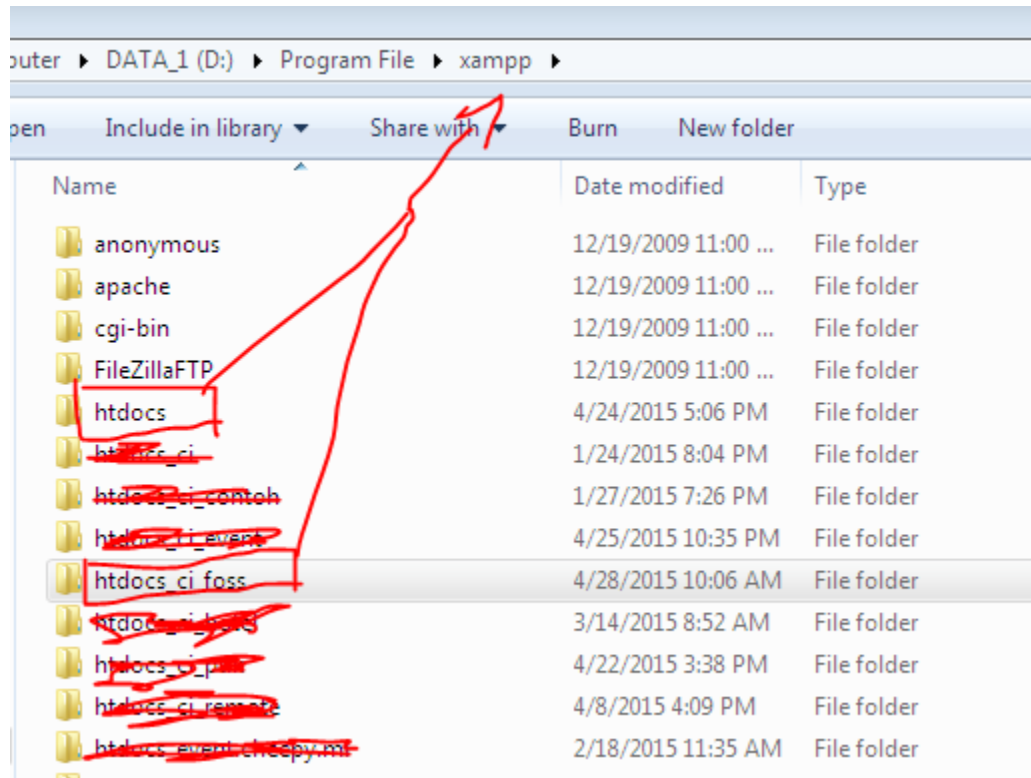 DATA_1 (D:) ▸ Program File ▸ xampp ▸
Include in library Share with Burn New folder
Name Date modified Type
anonymous 12/19/2009 11:00 ... File folder
apache 12/19/2009 11:00 ... File folder
cgi-bin 12/19/2009 11:00 ... File folder
FileZillaFTP 12/19/2009 11:00 ... File folder
htdocs 4/24/2015 5:06 PM File folder
htdocs_ci 1/24/2015 8:04 PM File folder
htdocs_ci_contoh 1/27/2015 7:26 PM File folder
htdocs_ci_event 4/25/2015 10:35 PM File folder
htdocs_ci_foss 4/28/2015 10:06 AM File folder
3/14/2015 8:52 AM File folder
4/22/2015 3:38 PM File folder
htdocs_ci_remote 4/8/2015 4:09 PM File folder
2/18/2015 11:35 AM File folder